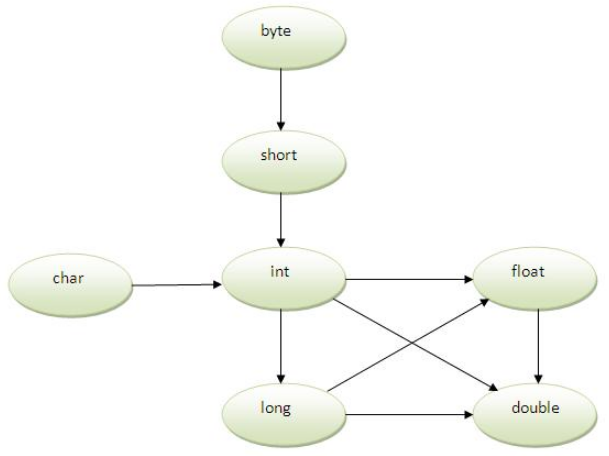 byte
short
char
int
float
long
double